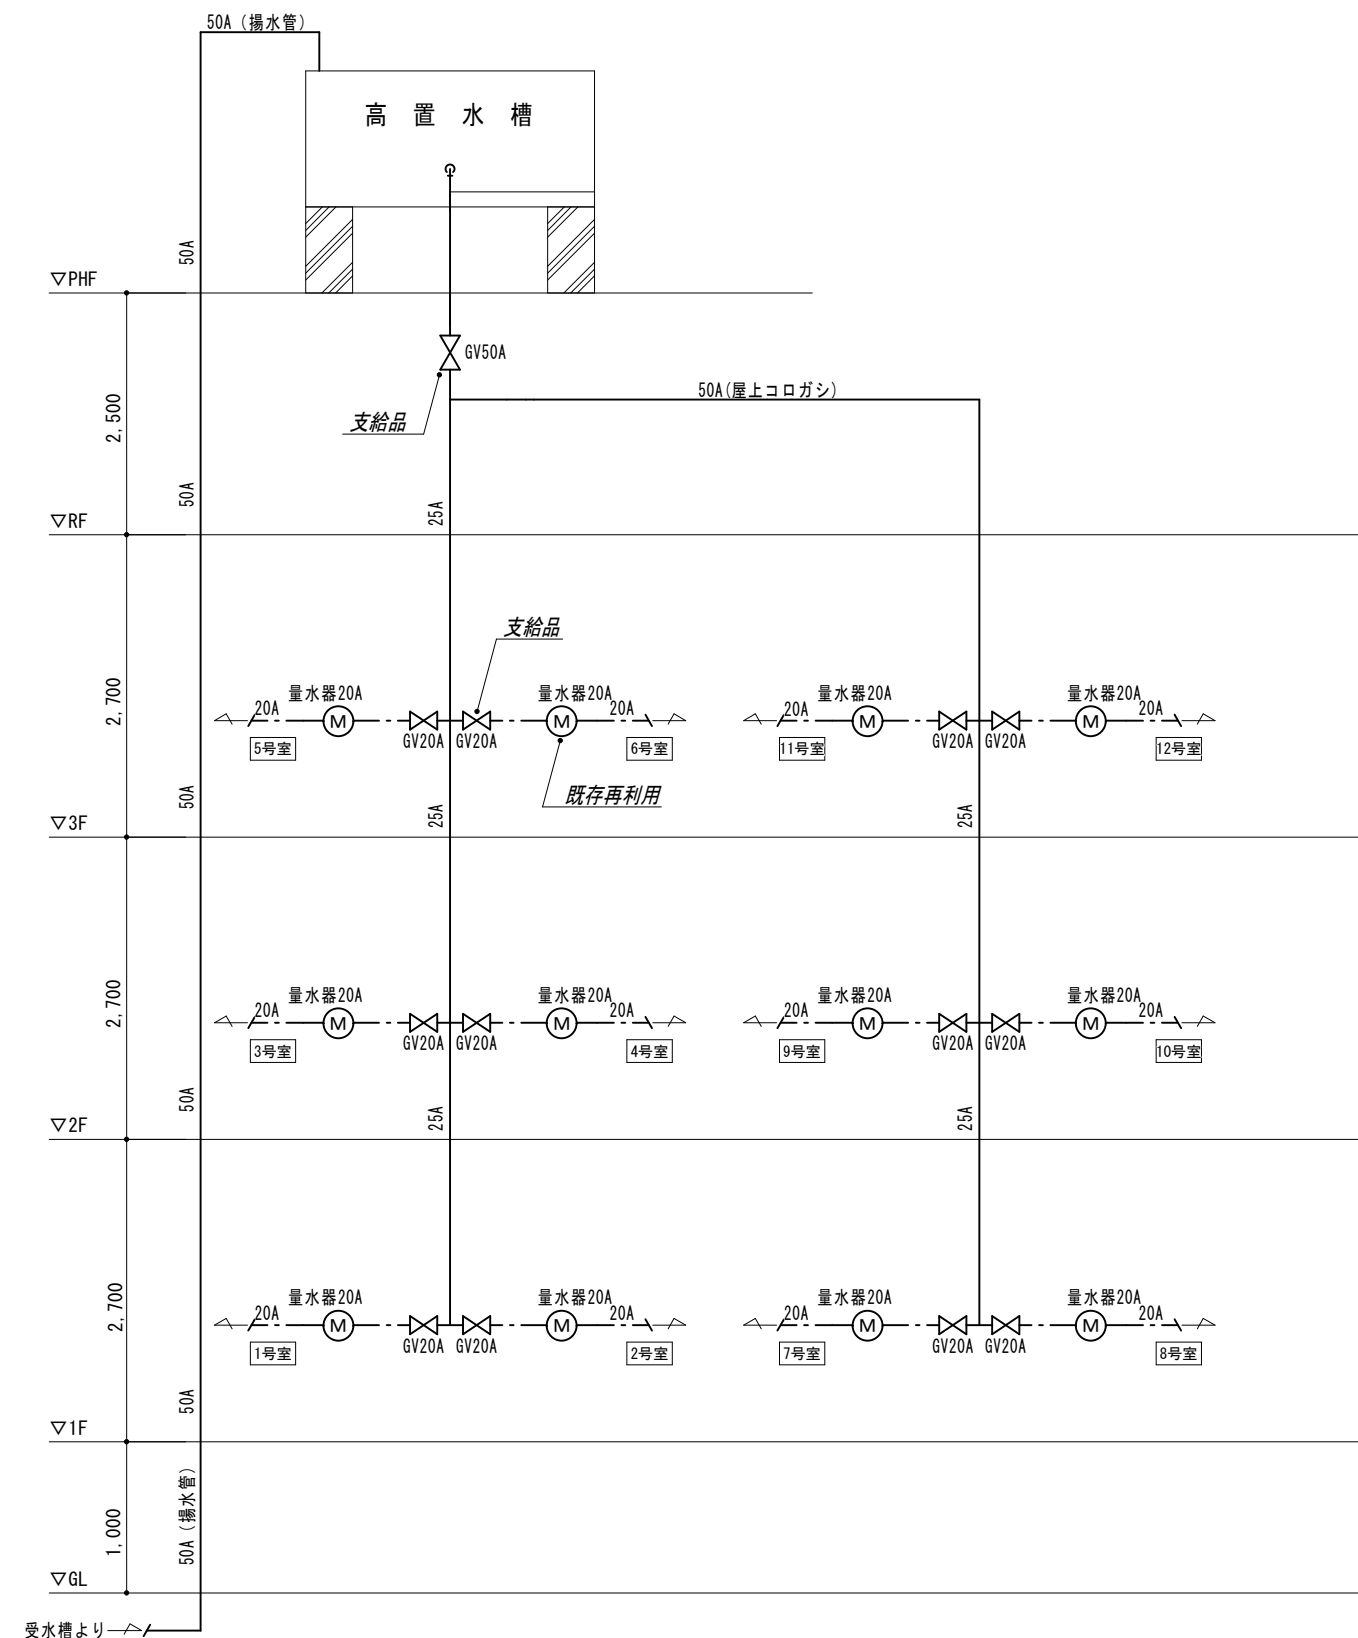 50A (揚水管)
高置水槽
50A
▽PHF
GV50A
50A(屋上コロガシ)
支給品
2,500
50A
25A
▽RF
支給品
2,700
量水器20A
量水器20A
量水器20A
量水器20A
20A
20A
20A
20A
M
M
M
M
GV20A
GV20A
GV20A
GV20A
5号室
6号室
11号室
12号室
既存再利用
50A
25A
25A
▽3F
2,700
量水器20A
量水器20A
量水器20A
量水器20A
20A
20A
20A
20A
M
M
M
M
GV20A
GV20A
GV20A
GV20A
3号室
4号室
9号室
10号室
50A
25A
25A
▽2F
2,700
量水器20A
量水器20A
量水器20A
量水器20A
20A
20A
20A
20A
M
M
M
M
GV20A
GV20A
GV20A
GV20A
1号室
2号室
7号室
8号室
50A
▽1F
50A (揚水管)
1,000
▽GL
受水槽より